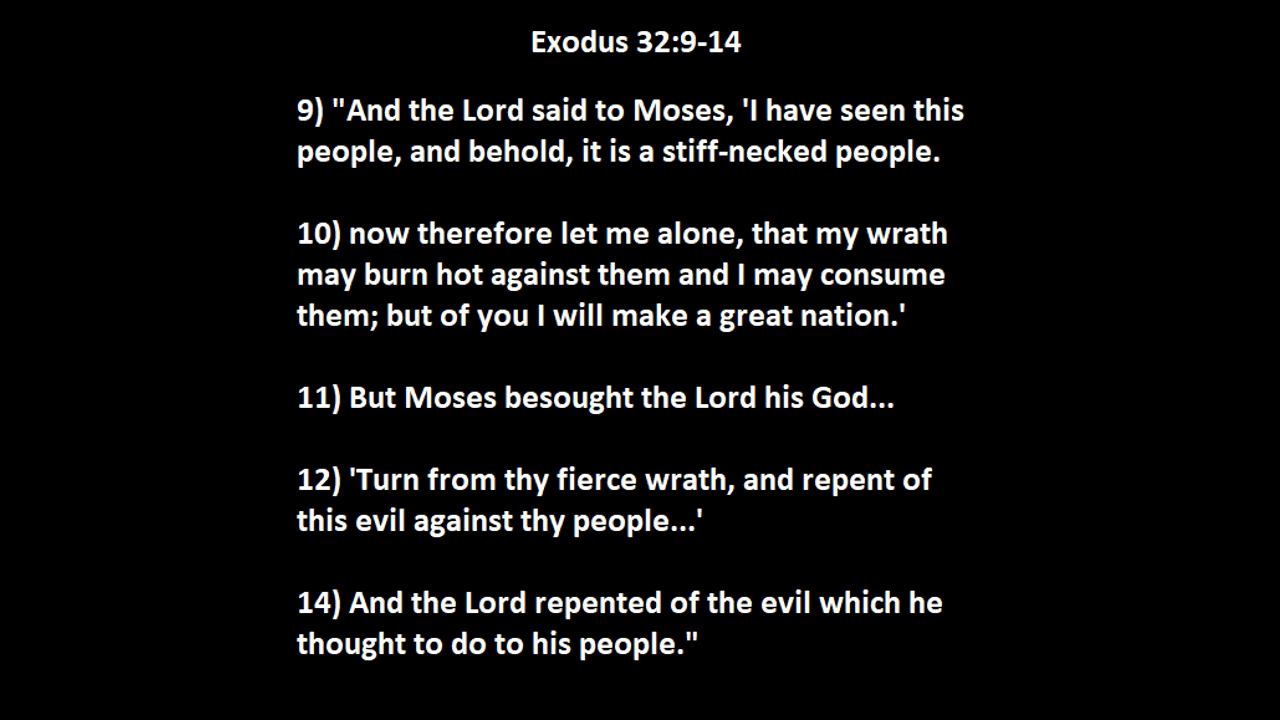 Exodus 32:9-14
9) "And the Lord said to Moses, 'I have seen this
people, and behold, it is a stiff-necked people.
10) now therefore let me alone, that my wrath
may burn hot against them and I may consume
them; but of you I will make a great nation.'
11) But Moses besought the Lord his God...
12) 'Turn from thy fierce wrath, and repent of
this evil against thy people...'
14) And the Lord repented of the evil which he
thought to do to his people."